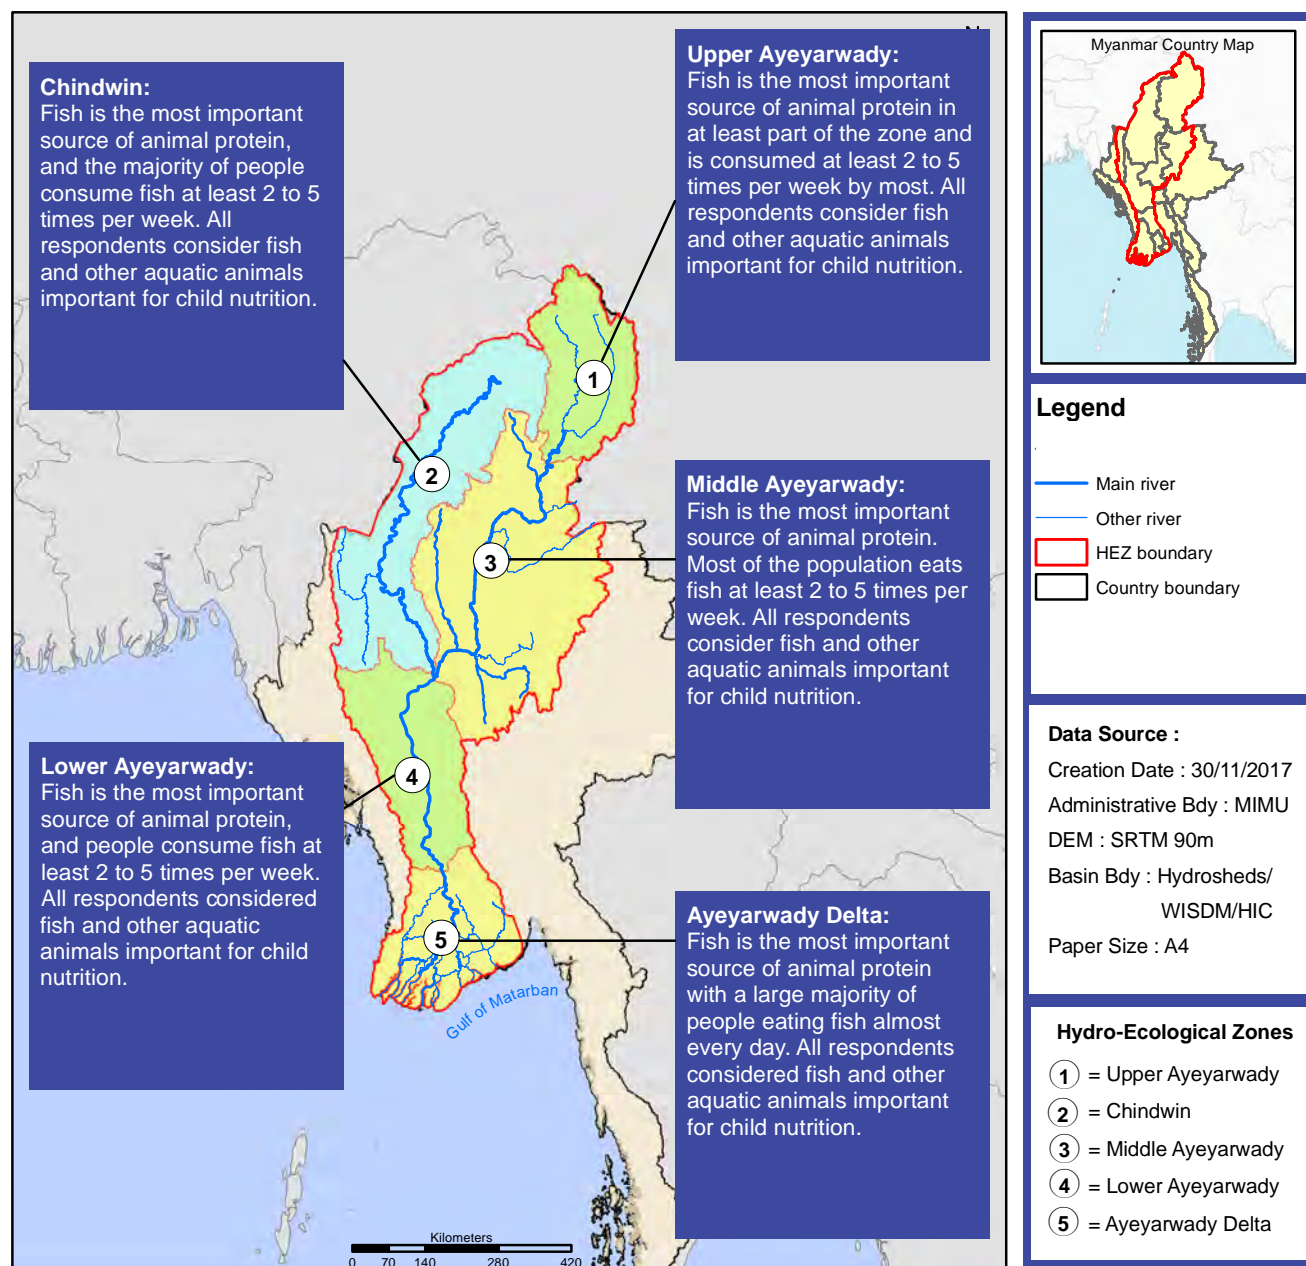 N
Chindwin:
Fish is the most important
source of animal protein,
and the majority of people
consume fish at least 2 to 5
times per week. All
respondents consider fish
and other aquatic animals
important for child nutrition.
Upper Ayeyarwady:
Fish is the most important
source of animal protein in
at least part of the zone and
is consumed at least 2 to 5
times per week by most. All
respondents consider fish
and other aquatic animals
important for child nutrition.
1
2
3
Middle Ayeyarwady:
Fish is the most important
source of animal protein.
Most of the population eats
fish at least 2 to 5 times per
week. All respondents
consider fish and other
aquatic animals important
for child nutrition.
Lower Ayeyarwady:
Fish is the most important
source of animal protein,
and people consume fish at
least 2 to 5 times per week.
All respondents considered
fish and other aquatic
animals important for child
nutrition.
4
5
Ayeyarwady Delta:
Fish is the most important
source of animal protein
with a large majority of
people eating fish almost
every day. All respondents
considered fish and other
aquatic animals important
for child nutrition.
Gulf of Matarban
Kilometers
0 70 140 280 420
Myanmar Country Map
Legend
Main river
Other river
HEZ boundary
Country boundary
Data Source :
Creation Date : 30/11/2017
Administrative Bdy : MIMU
DEM : SRTM 90m
Basin Bdy : Hydrosheds/
WISDM/HIC
Paper Size : A4
Hydro-Ecological Zones
1 = Upper Ayeyarwady
2 = Chindwin
3 = Middle Ayeyarwady
4 = Lower Ayeyarwady
5 = Ayeyarwady Delta